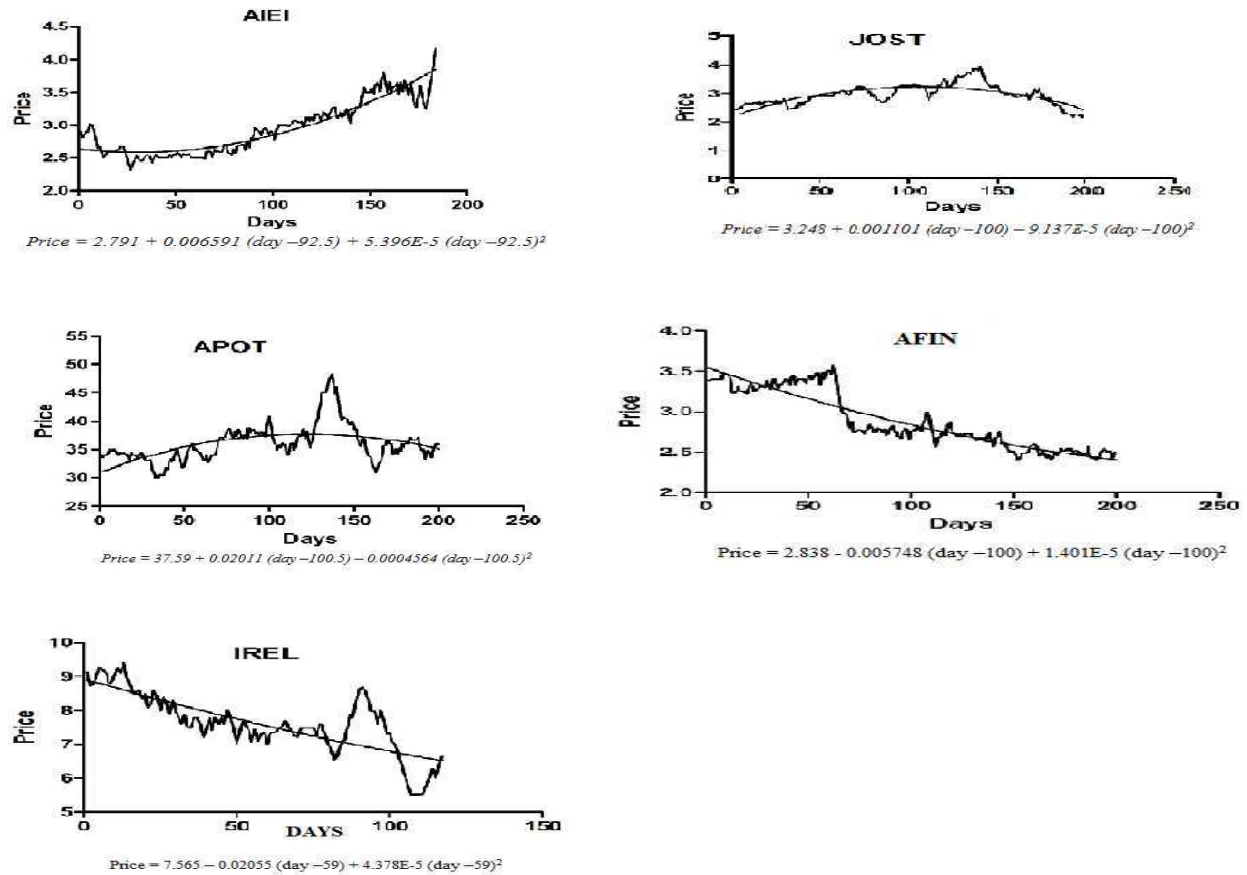 AIEI
4.5
4.0
3.5
3.0
2.5
2.0
Price
0 50 100 150 200
Days
Price = 2.791 + 0.006591 (day –92.5) + 5.396E-5 (day –92.5)²
JOST
5
4
3
2
1
0
Price
0 50 100 150 200 250
Days
Price = 3.248 + 0.001101 (day –100) – 9.137E-5 (day –100)²
APOT
55
50
45
40
35
30
25
Price
0 50 100 150 200 250
Days
Price = 37.59 + 0.02011 (day –100.5) – 0.0004564 (day –100.5)²
AFIN
4.0
3.5
3.0
2.5
2.0
Price
0 50 100 150 200 250
Days
Price = 2.838 - 0.005748 (day –100) + 1.401E-5 (day –100)²
IREL
10
9
8
7
6
5
Price
0 50 100 150
DAYS
Price = 7.565 – 0.02055 (day –59) + 4.378E-5 (day –59)²